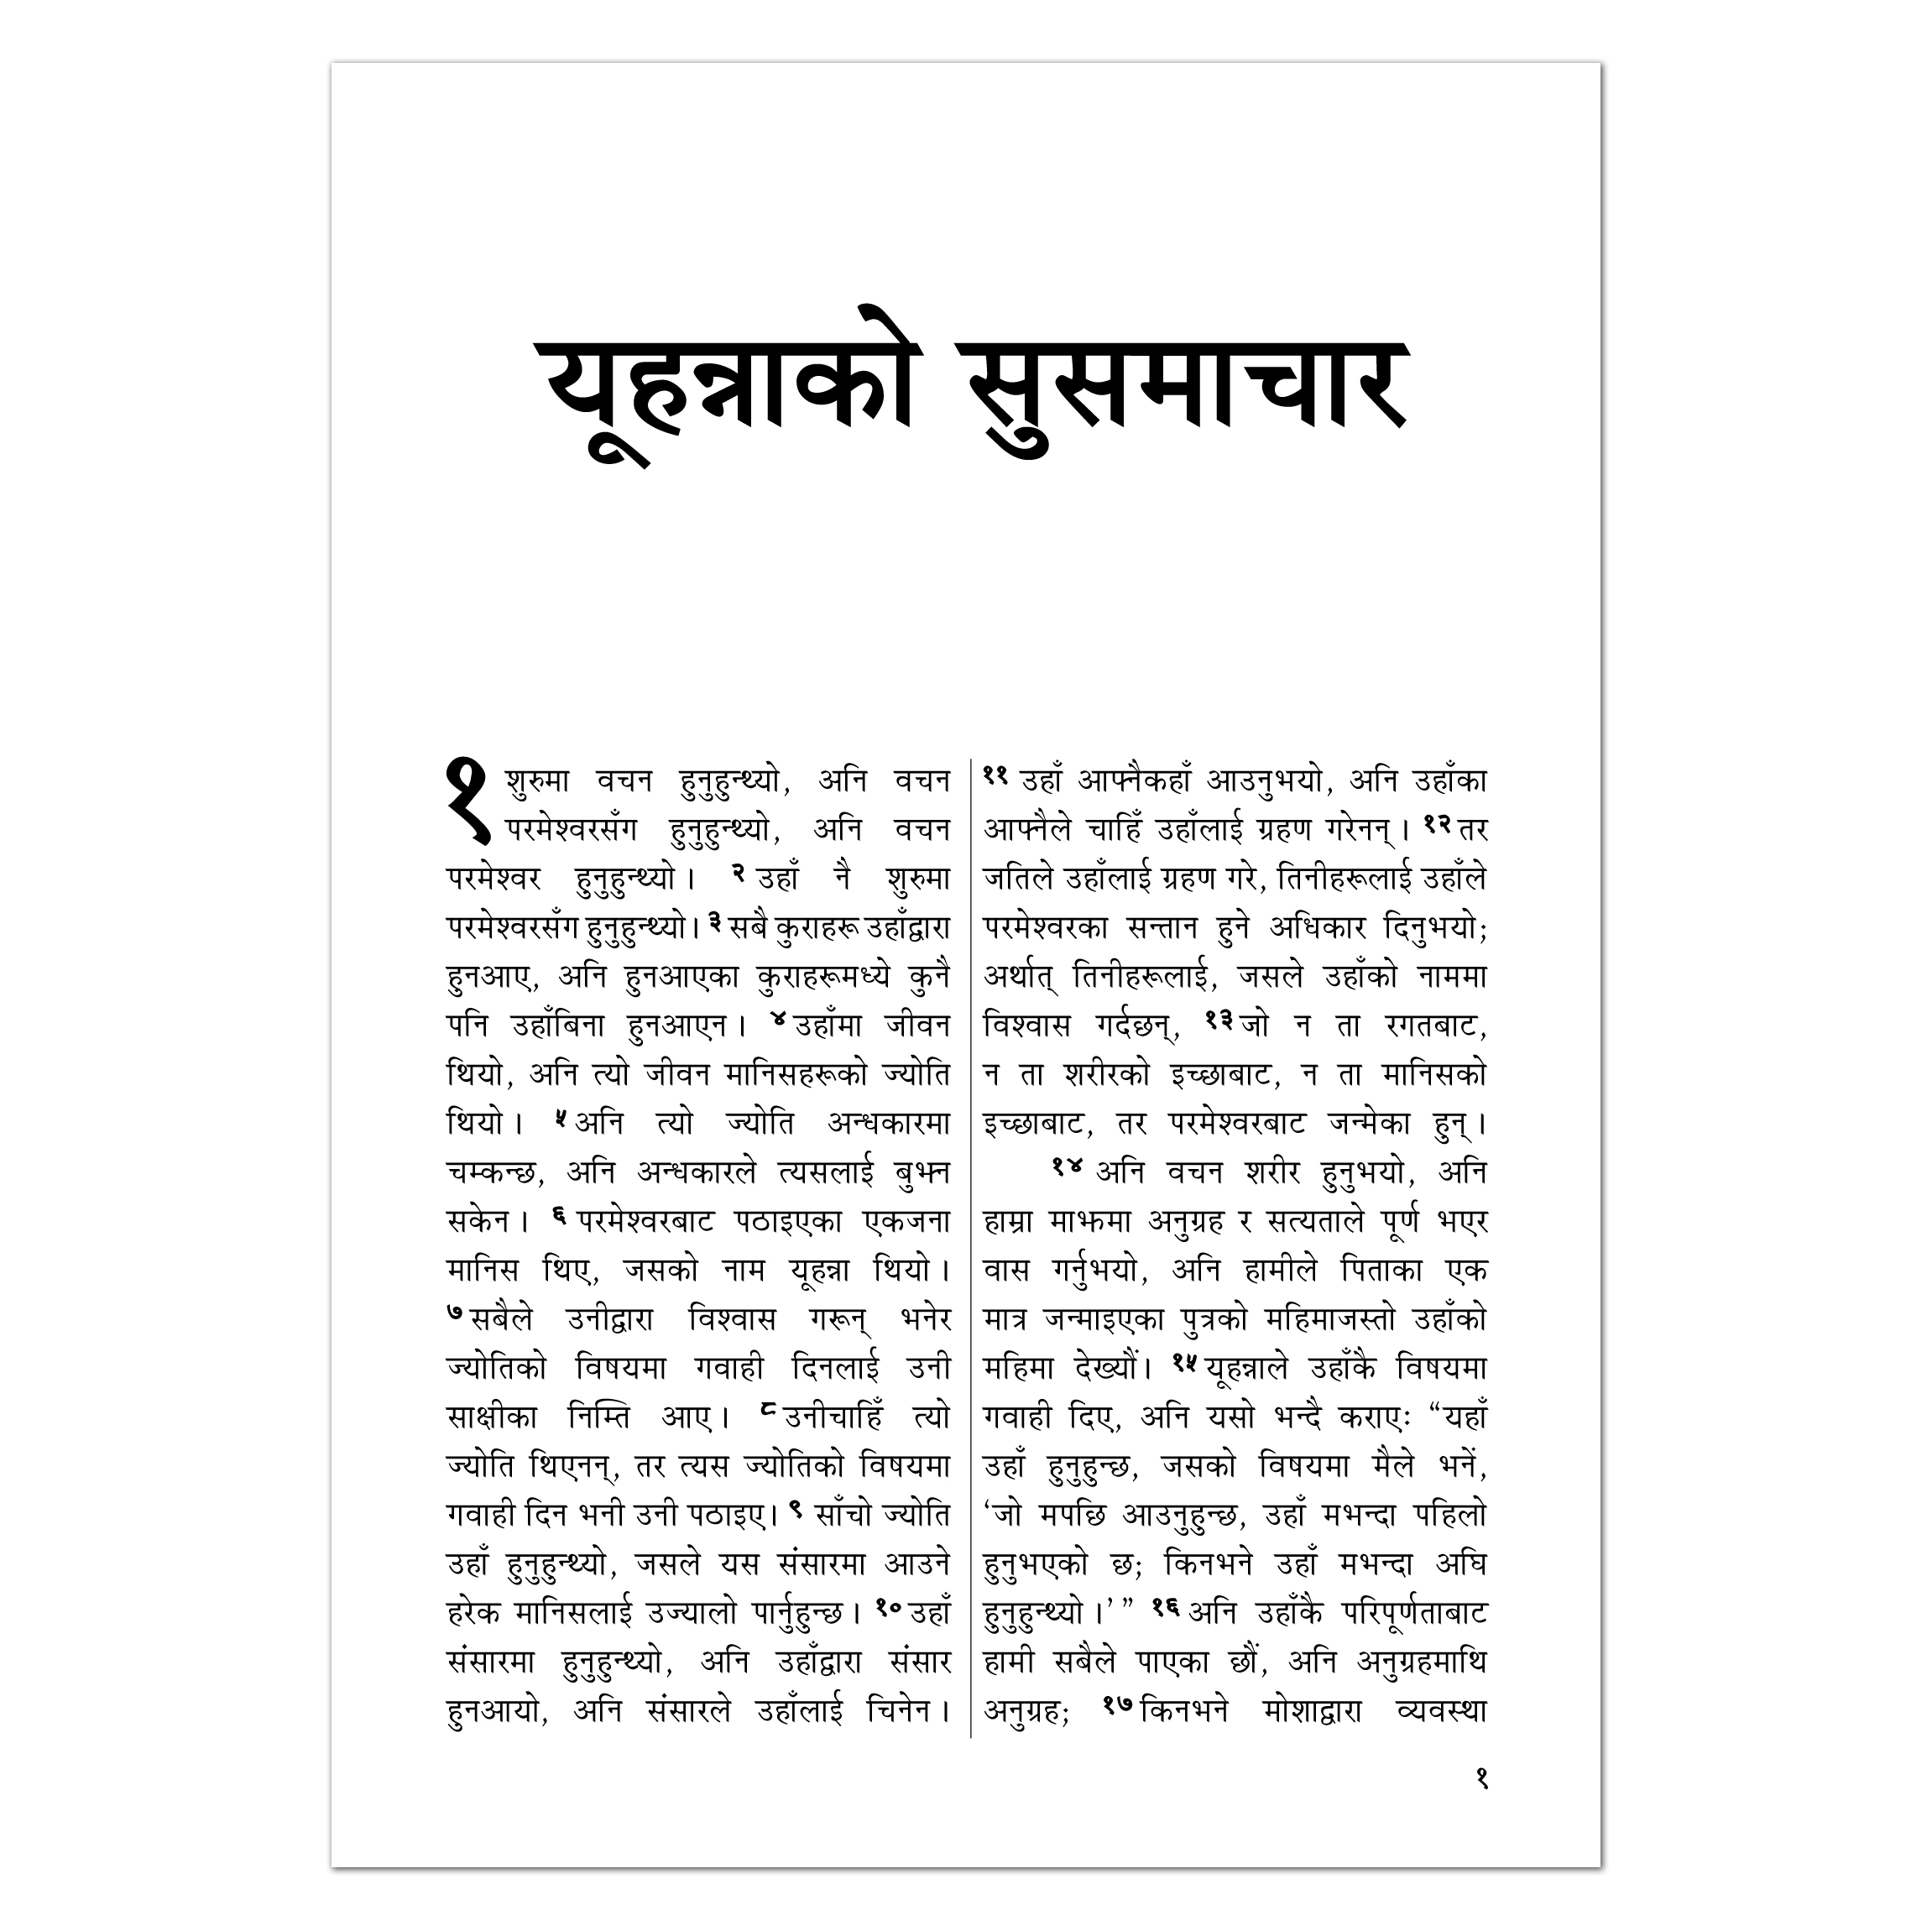 यूहन्नाको सुसमाचार
१ शुरुमा वचन हुनुहुन्थ्यो, अनि वचन
परमेश्वरसँग हुनुहुन्थ्यो, अनि वचन
परमेश्वर हुनुहुन्थ्यो। २ उहाँ नै शुरुमा
परमेश्वरसँग हुनुहुन्थ्यो। ३ सबै कुराहरू उहाँद्वारा
हुनआए, अनि हुनआएका कुराहरूमध्ये कुनै
पनि उहाँबिना हुनआएन। ४ उहाँमा जीवन
थियो, अनि त्यो जीवन मानिसहरूको ज्योति
थियो। ५ अनि त्यो ज्योति अन्धकारमा
चम्कन्छ, अनि अन्धकारले त्यसलाई बुझ्न
सकेन। ६ परमेश्वरबाट पठाइएका एकजना
मानिस थिए, जसको नाम यूहन्ना थियो।
७ सबैले उनीद्वारा विश्वास गरून् भनेर
ज्योतिको विषयमा गवाही दिनलाई उनी
साक्षीका निम्ति आए। ८ उनीचाहिँ त्यो
ज्योति थिएनन्, तर त्यस ज्योतिको विषयमा
गवाही दिन भनी उनी पठाइए। ९ साँचो ज्योति
उहाँ हुनुहुन्थ्यो, जसले यस संसारमा आउने
हरेक मानिसलाई उज्यालो पार्नुहुन्छ। १० उहाँ
संसारमा हुनुहुन्थ्यो, अनि उहाँद्वारा संसार
हुनआयो, अनि संसारले उहाँलाई चिनेन।
११ उहाँ आफ्नैकहाँ आउनुभयो, अनि उहाँका
आफ्नैले चाहिँ उहाँलाई ग्रहण गरेनन्। १२ तर
जतिले उहाँलाई ग्रहण गरे, तिनीहरूलाई उहाँले
परमेश्वरका सन्तान हुने अधिकार दिनुभयो;
अर्थात् तिनीहरूलाई, जसले उहाँको नाममा
विश्वास गर्दछन्, १३ जो न ता रगतबाट,
न ता शरीरको इच्छाबाट, न ता मानिसको
इच्छाबाट, तर परमेश्वरबाट जन्मेका हुन्।
१४ अनि वचन शरीर हुनुभयो, अनि
हाम्रा माझमा अनुग्रह र सत्यताले पूर्ण भएर
वास गर्नुभयो, अनि हामीले पिताका एक
मात्र जन्माइएका पुत्रको महिमाजस्तो उहाँको
महिमा देख्यौं। १५ यूहन्नाले उहाँकै विषयमा
गवाही दिए, अनि यसो भन्दै कराएः “यहाँ
उहाँ हुनुहुन्छ, जसको विषयमा मैले भनें,
‘जो मपछि आउनुहुन्छ, उहाँ मभन्दा पहिलो
हुनुभएको छ; किनभने उहाँ मभन्दा अघि
हुनुहुन्थ्यो।’ ” १६ अनि उहाँकै परिपूर्णताबाट
हामी सबैले पाएका छौं, अनि अनुग्रहमाथि
अनुग्रह; १७ किनभने मोशाद्वारा व्यवस्था
१